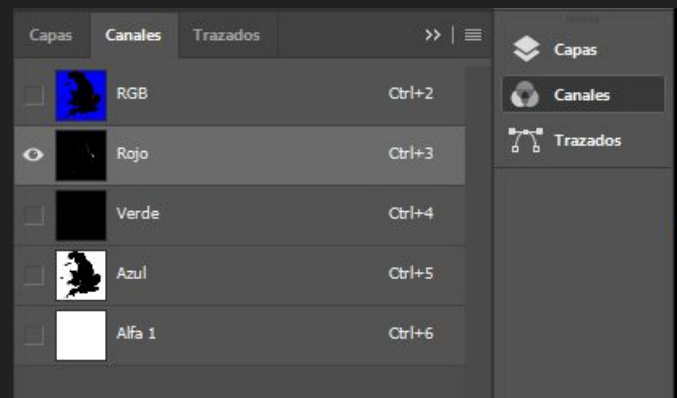 Capas Canales Trazados
RGB Ctrl+2
Rojo Ctrl+3
Verde Ctrl+4
Azul Ctrl+5
Alfa 1 Ctrl+6
Capas
Canales
Trazados